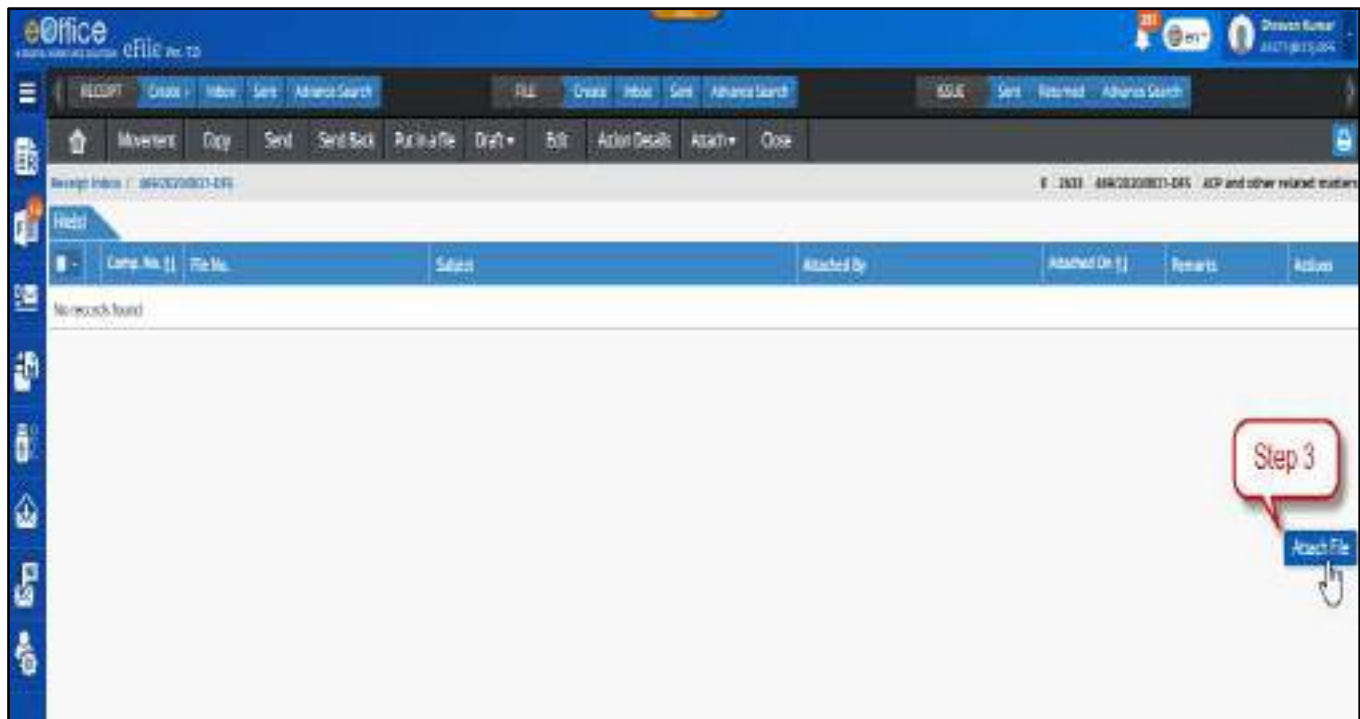 eOffice
eFile
en
RECEIPT Create Inbox Sent Advance Search FILE Create Inbox Sent Advance Search ISSUE Sent Returned Advance Search
Movement Copy Send Send Back Put in a file Draft Edit Action Details Attach Close
Receipt Inbox /
E ACP and other related matters
File(s)
Comp. No. File No. Subject Attached By Attached On Remarks Actions
No records found
Step 3
Attach File